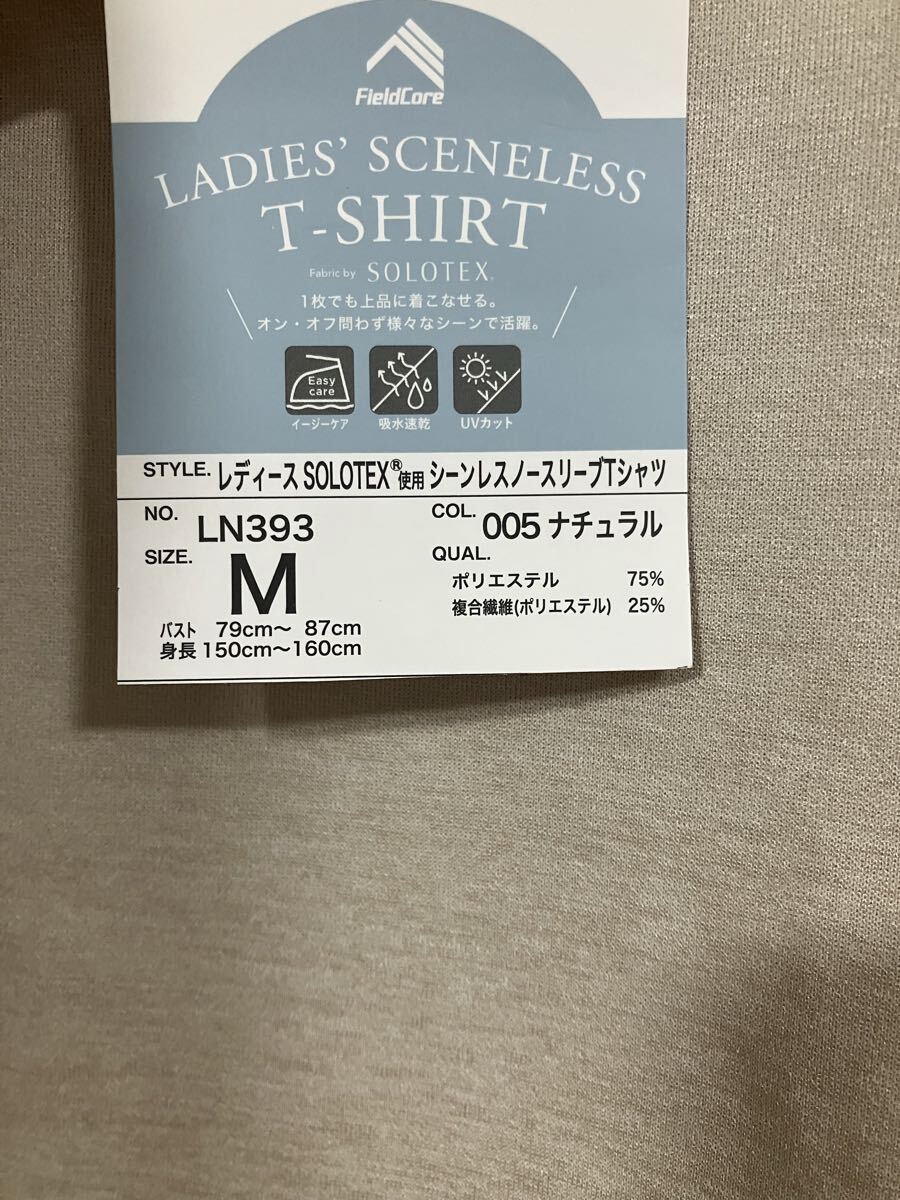 FieldCore
LADIES' SCENELESS
T-SHIRT
Fabric by SOLOTEX®
1枚でも上品に着こなせる。
オン・オフ問わず様々なシーンで活躍。
Easy
care
イージーケア 吸水速乾 UVカット
STYLE. レディース SOLOTEX®使用 シーンレスノースリーブTシャツ
NO. LN393
COL. 005 ナチュラル
SIZE. M
QUAL.
ポリエステル 75%
複合繊維(ポリエステル) 25%
バスト 79cm～ 87cm
身長 150cm～160cm